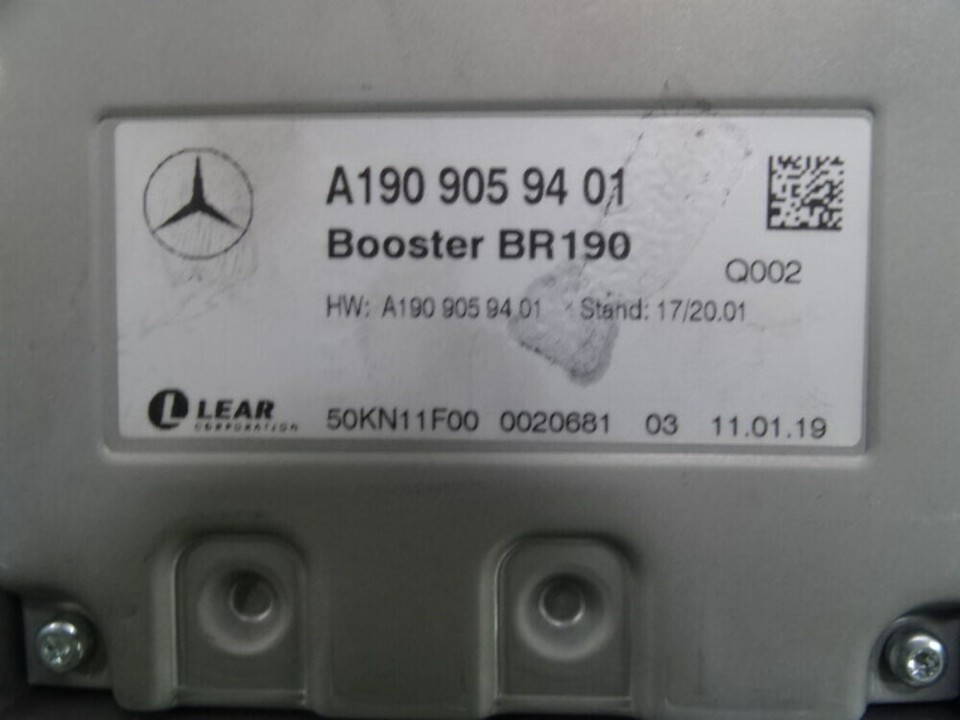 A190 905 94 01
Booster BR190
Q002
HW: A190 905 94 01 Stand: 17/20.01
LEAR
CORPORATION
50KN11F00 0020681 03 11.01.19